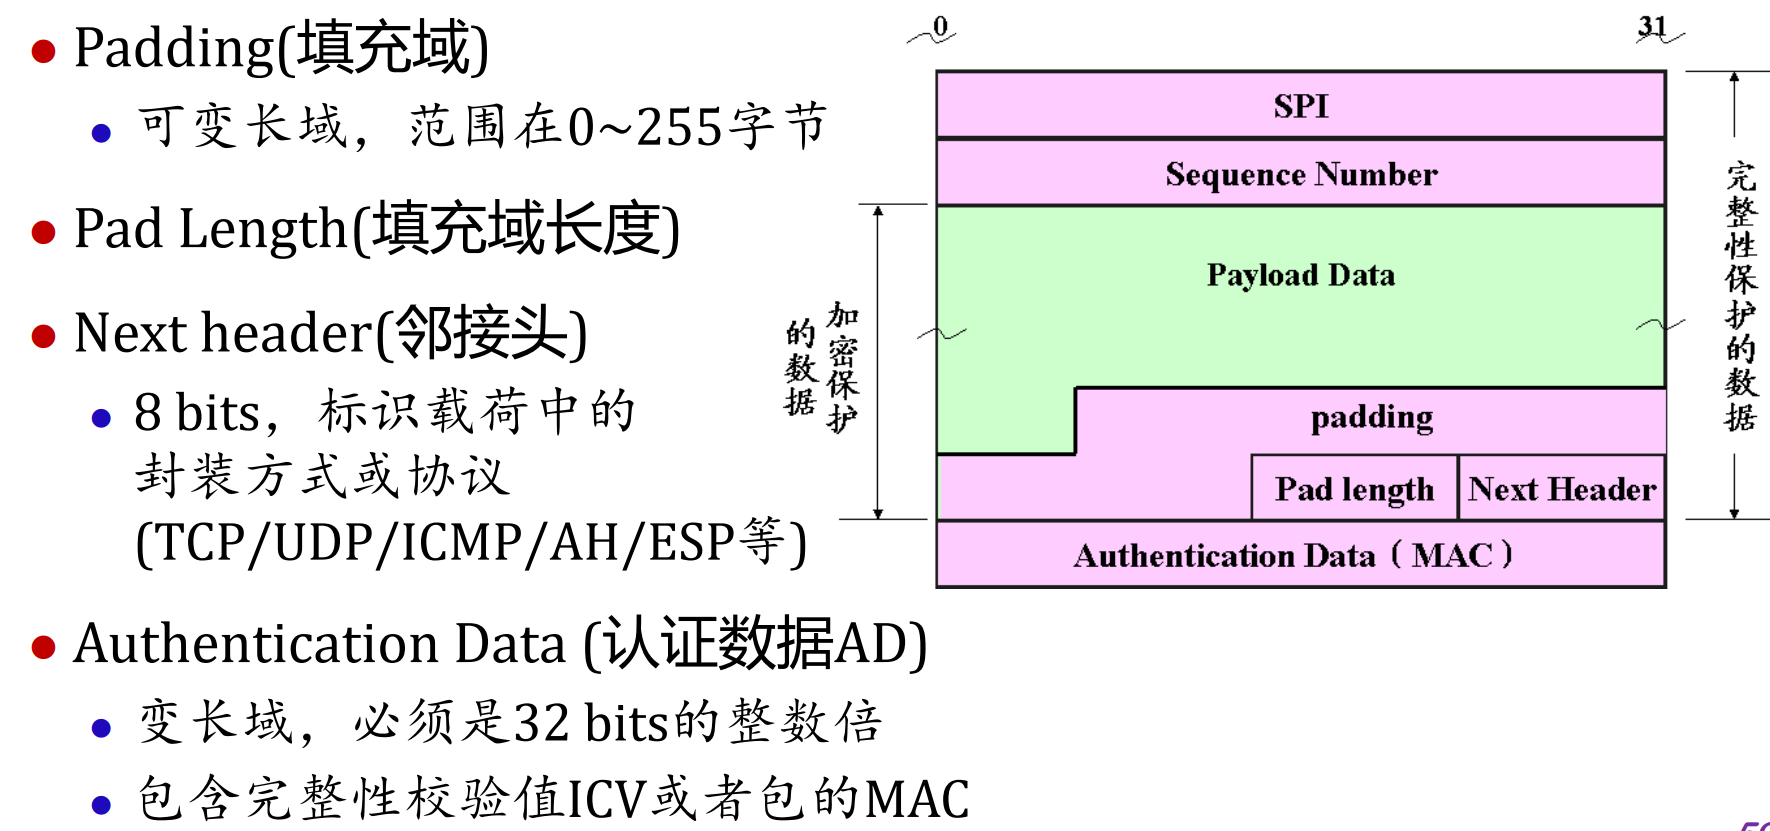 Padding(填充域)
可变长域，范围在0~255字节
Pad Length(填充域长度)
Next header(邻接头)
8 bits，标识载荷中的
封装方式或协议
(TCP/UDP/ICMP/AH/ESP等)
Authentication Data (认证数据AD)
变长域，必须是32 bits的整数倍
包含完整性校验值ICV或者包的MAC
0
31
SPI
Sequence Number
Payload Data
padding
Pad length
Next Header
Authentication Data（MAC）
加密保护
的数据
完整性保护的数据